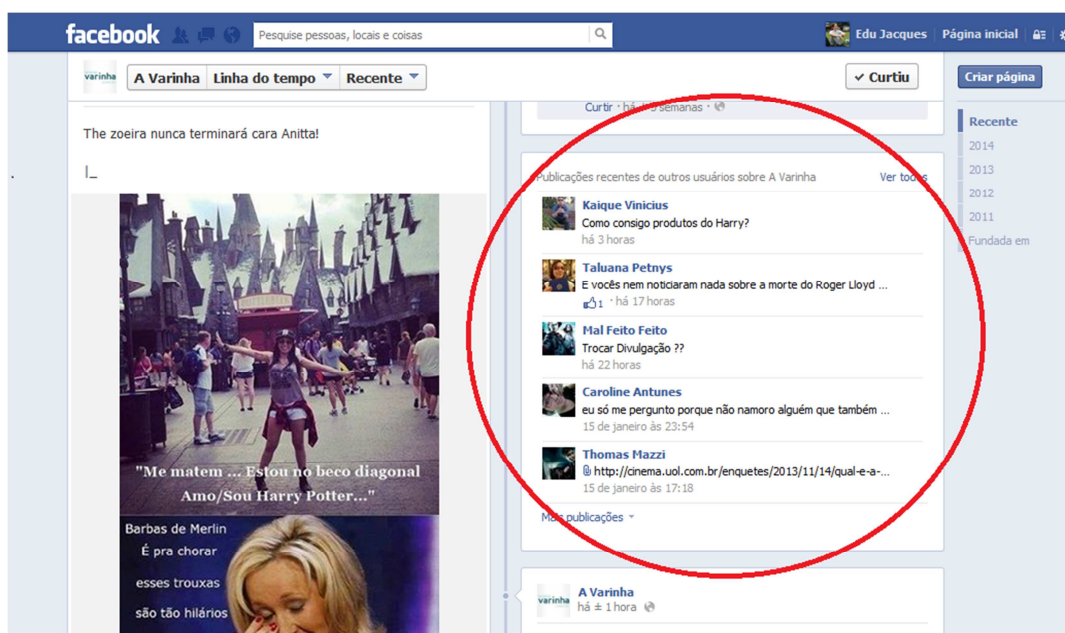 facebook
Pesquise pessoas, locais e coisas
Edu Jacques
Página inicial
varinha
A Varinha
Linha do tempo
Recente
Curtiu
Criar página
Recente
2014
2013
2012
2011
Fundada em
The zoeira nunca terminará cara Anitta!
|_
"Me matem ... Estou no beco diagonal
Amo/Sou Harry Potter..."
Barbas de Merlin
É pra chorar
esses trouxas
são tão hilários
Curtir · há ± 3 semanas ·
Publicações recentes de outros usuários sobre A Varinha
Ver todos
Kaique Vinicius
Como consigo produtos do Harry?
há 3 horas
Taluana Petnys
E vocês nem noticiaram nada sobre a morte do Roger Lloyd ...
1 · há 17 horas
Mal Feito Feito
Trocar Divulgação ??
há 22 horas
Caroline Antunes
eu só me pergunto porque não namoro alguém que também ...
15 de janeiro às 23:54
Thomas Mazzi
http://cinema.uol.com.br/enquetes/2013/11/14/qual-e-a-...
15 de janeiro às 17:18
Mais publicações
varinha
A Varinha
há ± 1 hora